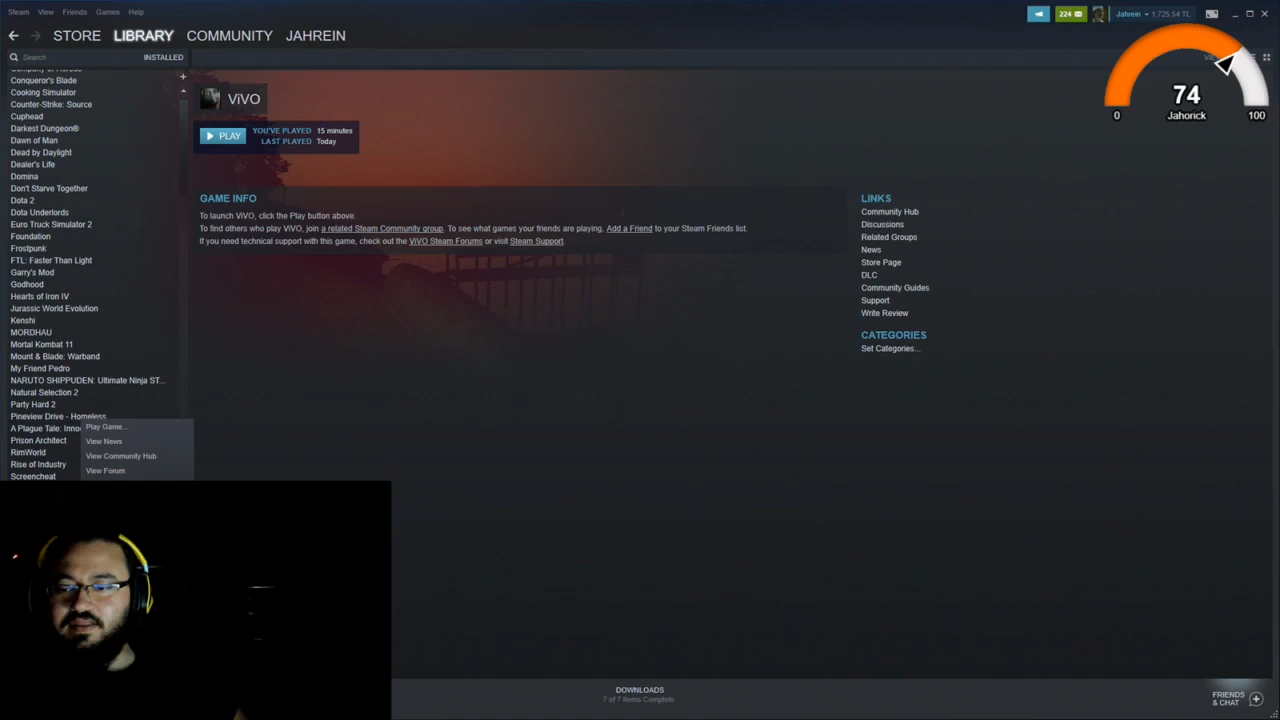 Steam View Friends Games Help
224 Jahrein 1,725.54 TL
STORE LIBRARY COMMUNITY JAHREIN
Search INSTALLED
Conqueror's Blade
Cooking Simulator
Counter-Strike: Source
Cuphead
Darkest Dungeon®
Dawn of Man
Dead by Daylight
Dealer's Life
Domina
Don't Starve Together
Dota 2
Dota Underlords
Euro Truck Simulator 2
Foundation
Frostpunk
FTL: Faster Than Light
Garry's Mod
Godhood
Hearts of Iron IV
Jurassic World Evolution
Kenshi
MORDHAU
Mortal Kombat 11
Mount & Blade: Warband
My Friend Pedro
NARUTO SHIPPUDEN: Ultimate Ninja ST...
Natural Selection 2
Party Hard 2
Pineview Drive - Homeless
A Plague Tale: Inno
Prison Architect
RimWorld
Rise of Industry
Screencheat
Play Game...
View News
View Community Hub
View Forum
ViVO
PLAY
YOU'VE PLAYED 15 minutes
LAST PLAYED Today
GAME INFO
To launch ViVO, click the Play button above.
To find others who play ViVO, join a related Steam Community group. To see what games your friends are playing, Add a Friend to your Steam Friends list.
If you need technical support with this game, check out the ViVO Steam Forums or visit Steam Support.
LINKS
Community Hub
Discussions
Related Groups
News
Store Page
DLC
Community Guides
Support
Write Review
CATEGORIES
Set Categories...
74
0 Jahorick 100
DOWNLOADS
7 of 7 Items Complete
FRIENDS
& CHAT